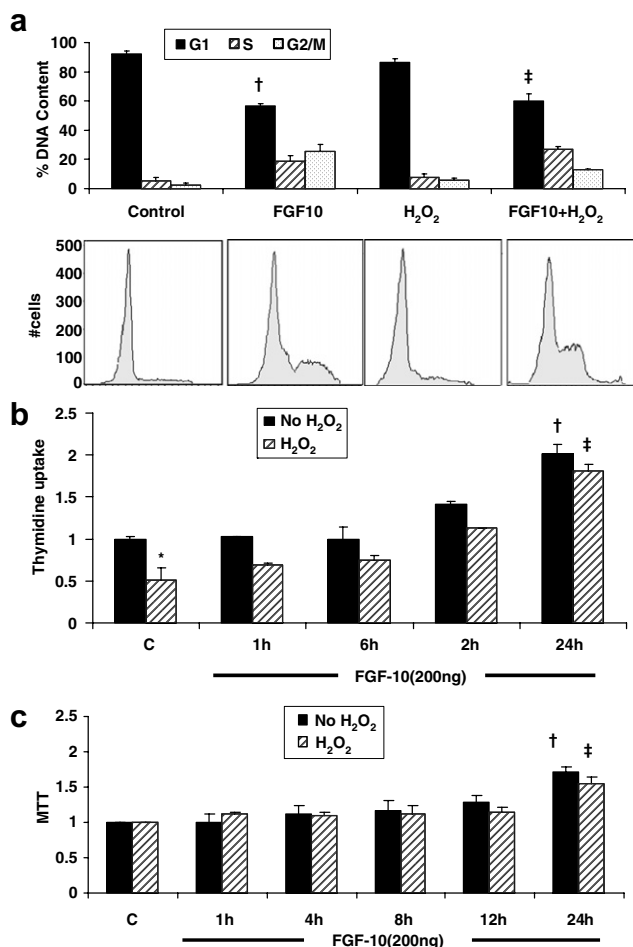 a
100
80
60
40
20
0
% DNA Content
G1 S G2/M
†
‡
Control FGF10 H₂O₂ FGF10+H₂O₂
500
400
300
200
100
0
#cells
b
2.5
2
1.5
1
0.5
0
Thymidine uptake
No H₂O₂
H₂O₂
*
†
‡
C 1h 6h 2h 24h
FGF-10(200ng)
c
2.5
2
1.5
1
0.5
0
MTT
No H₂O₂
H₂O₂
†
‡
C 1h 4h 8h 12h 24h
FGF-10(200ng)